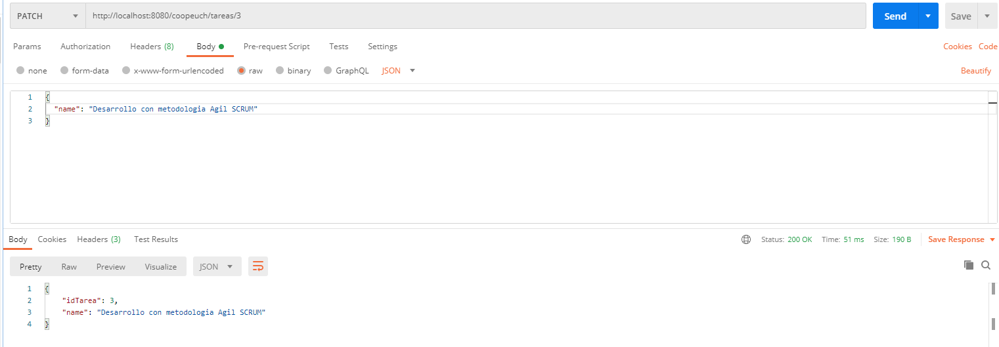 PATCH http://localhost:8080/coopeuch/tareas/3 Send Save
Params Authorization Headers (8) Body Pre-request Script Tests Settings Cookies Code
none form-data x-www-form-urlencoded raw binary GraphQL JSON Beautify
1 {
2 "name": "Desarrollo con metodologia Agil SCRUM"
3 }
Body Cookies Headers (3) Test Results Status: 200 OK Time: 51 ms Size: 190 B Save Response
Pretty Raw Preview Visualize JSON
1 {
2 "idTarea": 3,
3 "name": "Desarrollo con metodologia Agil SCRUM"
4 }